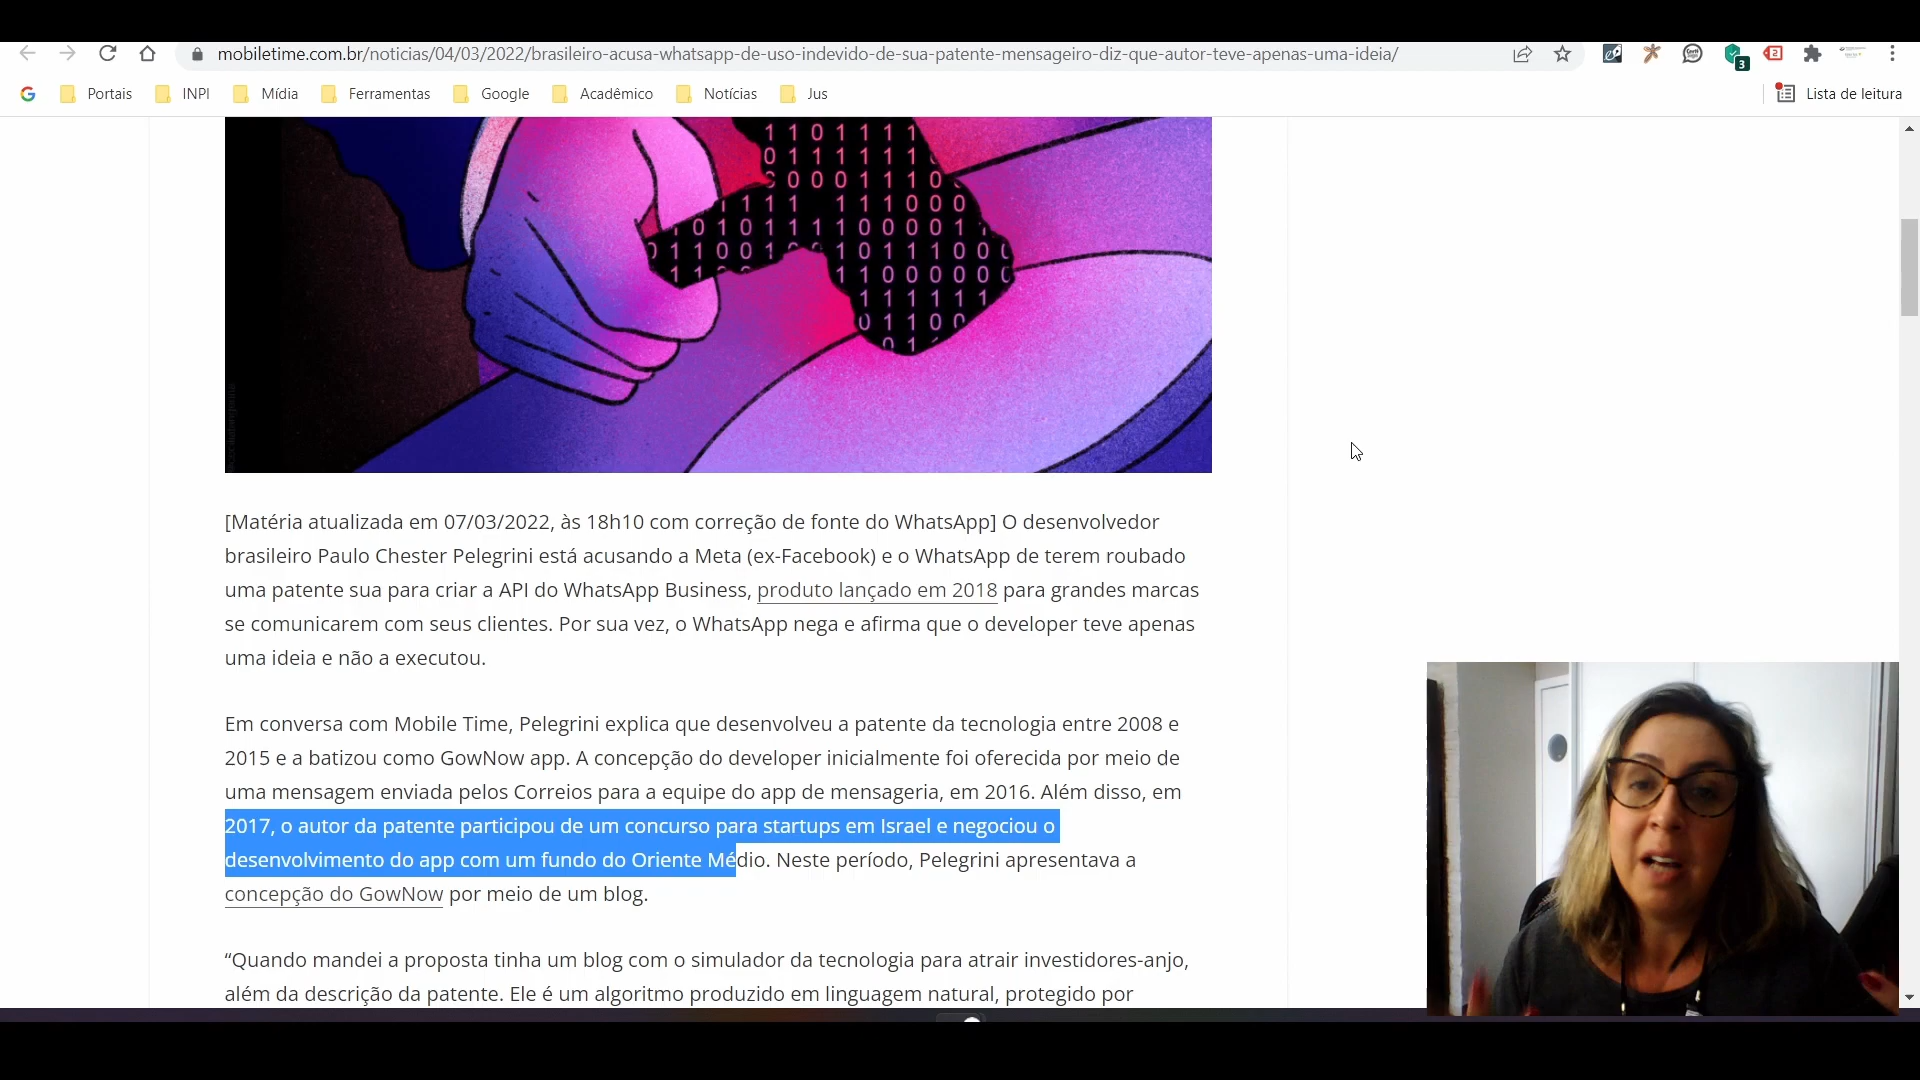 mobiletime.com.br/noticias/04/03/2022/brasileiro-acusa-whatsapp-de-uso-indevido-de-sua-patente-mensageiro-diz-que-autor-teve-apenas-uma-ideia/
3
2
Portais INPI Mídia Ferramentas Google Acadêmico Notícias Jus Lista de leitura
1 1 0 1 1 1 1
0 1 1 1 1 1 1
0 0 0 1 1 1 0
1 1 1 1 1 1 0 0 0
1 0 1 0 1 1 1 1 0 0 0 0 1
0 1 1 0 0 1 1 0 1 1 1 0 0 0
1 1 1 1 0 0 0 0 0 0
1 1 1 1 1 1
0 1 1 0 0
0 1
[Matéria atualizada em 07/03/2022, às 18h10 com correção de fonte do WhatsApp] O desenvolvedor
brasileiro Paulo Chester Pelegrini está acusando a Meta (ex-Facebook) e o WhatsApp de terem roubado
uma patente sua para criar a API do WhatsApp Business, produto lançado em 2018 para grandes marcas
se comunicarem com seus clientes. Por sua vez, o WhatsApp nega e afirma que o developer teve apenas
uma ideia e não a executou.
Em conversa com Mobile Time, Pelegrini explica que desenvolveu a patente da tecnologia entre 2008 e
2015 e a batizou como GowNow app. A concepção do developer inicialmente foi oferecida por meio de
uma mensagem enviada pelos Correios para a equipe do app de mensageria, em 2016. Além disso, em
2017, o autor da patente participou de um concurso para startups em Israel e negociou o
desenvolvimento do app com um fundo do Oriente Médio. Neste período, Pelegrini apresentava a
concepção do GowNow por meio de um blog.
“Quando mandei a proposta tinha um blog com o simulador da tecnologia para atrair investidores-anjo,
além da descrição da patente. Ele é um algoritmo produzido em linguagem natural, protegido por